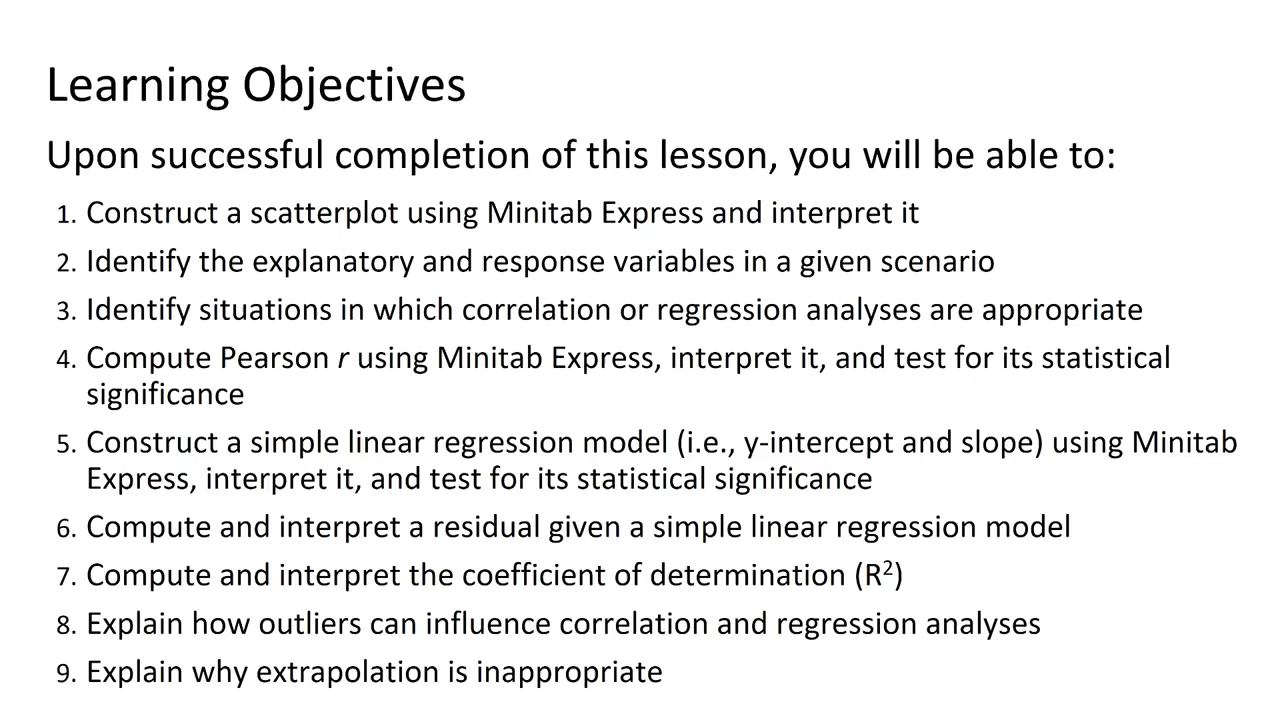 Learning Objectives
Upon successful completion of this lesson, you will be able to:
1. Construct a scatterplot using Minitab Express and interpret it
2. Identify the explanatory and response variables in a given scenario
3. Identify situations in which correlation or regression analyses are appropriate
4. Compute Pearson r using Minitab Express, interpret it, and test for its statistical
significance
5. Construct a simple linear regression model (i.e., y-intercept and slope) using Minitab
Express, interpret it, and test for its statistical significance
6. Compute and interpret a residual given a simple linear regression model
7. Compute and interpret the coefficient of determination (R²)
8. Explain how outliers can influence correlation and regression analyses
9. Explain why extrapolation is inappropriate